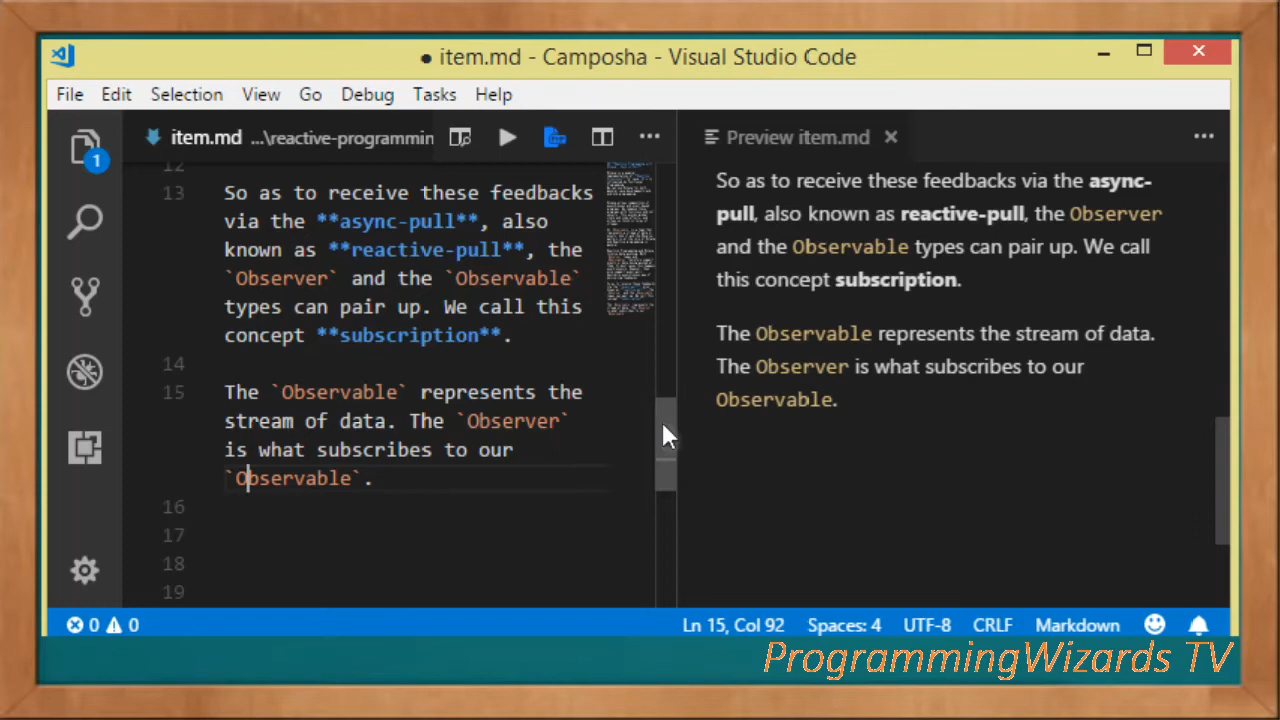 ● item.md - Camposha - Visual Studio Code
File Edit Selection View Go Debug Tasks Help
1
item.md ...\reactive-programmin
Preview item.md
12
13 So as to receive these feedbacks
via the **async-pull**, also
known as **reactive-pull**, the
`Observer` and the `Observable`
types can pair up. We call this
concept **subscription**.
14
15 The `Observable` represents the
stream of data. The `Observer`
is what subscribes to our
`Observable`.
16
17
18
19
So as to receive these feedbacks via the async-
pull, also known as reactive-pull, the Observer
and the Observable types can pair up. We call
this concept subscription.
The Observable represents the stream of data.
The Observer is what subscribes to our
Observable.
0 0 Ln 15, Col 92 Spaces: 4 UTF-8 CRLF Markdown
ProgrammingWizards TV